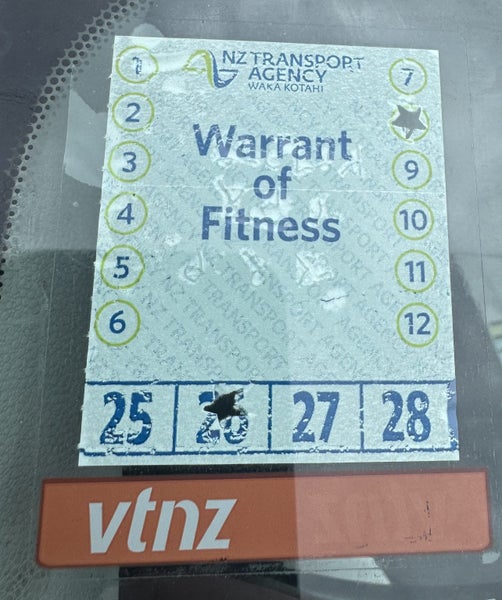 NZ TRANSPORT
AGENCY
WAKA KOTAHI
Warrant
of
Fitness
1
2
3
4
5
6
7
9
10
11
12
25 26 27 28
vtnz